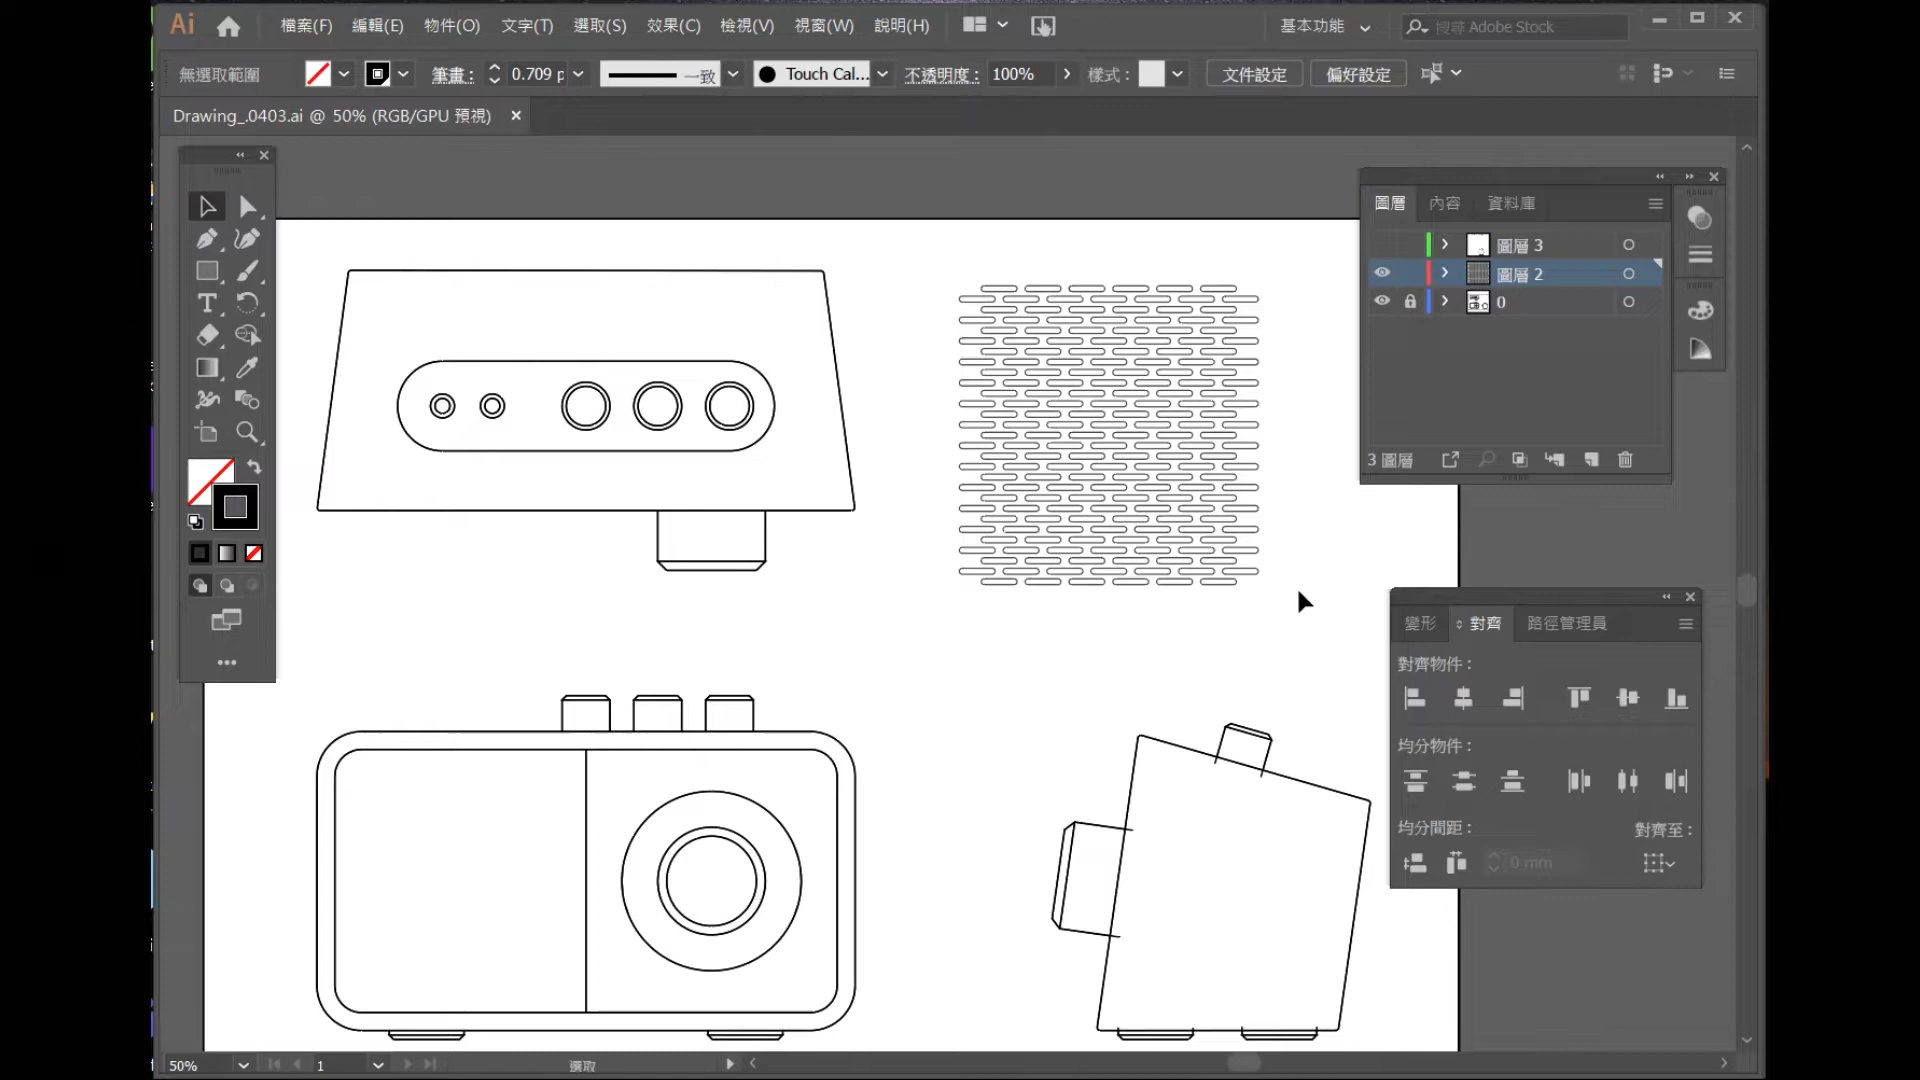 Ai 檔案(F) 編輯(E) 物件(O) 文字(T) 選取(S) 效果(C) 檢視(V) 視窗(W) 說明(H) 基本功能 搜尋 Adobe Stock
無選取範圍 筆畫: 0.709 p 一致 Touch Cal... 不透明度: 100% 樣式: 文件設定 偏好設定
Drawing_.0403.ai @ 50% (RGB/GPU 預視)
圖層 內容 資料庫
圖層 3
圖層 2
0
3 圖層
變形 對齊 路徑管理員
對齊物件:
均分物件:
均分間距: 對齊至:
0 mm
50% 1 選取